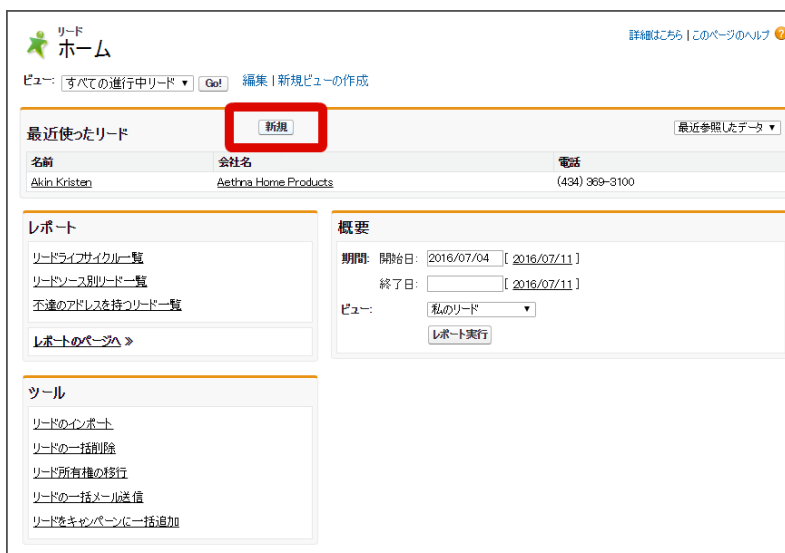 リード
ホーム
詳細はこちら | このページのヘルプ
ビュー: すべての進行中リード Go! 編集 | 新規ビューの作成
最近使ったリード 新規 最近参照したデータ
名前 会社名 電話
Akin Kristen Aethna Home Products (434) 369-3100
レポート
リードライフサイクル一覧
リードソース別リード一覧
不達のアドレスを持つリード一覧
レポートのページへ »
概要
期間: 開始日: 2016/07/04 [ 2016/07/11 ]
終了日: [ 2016/07/11 ]
ビュー: 私のリード
レポート実行
ツール
リードのインポート
リードの一括削除
リード所有権の移行
リードの一括メール送信
リードをキャンペーンに一括追加